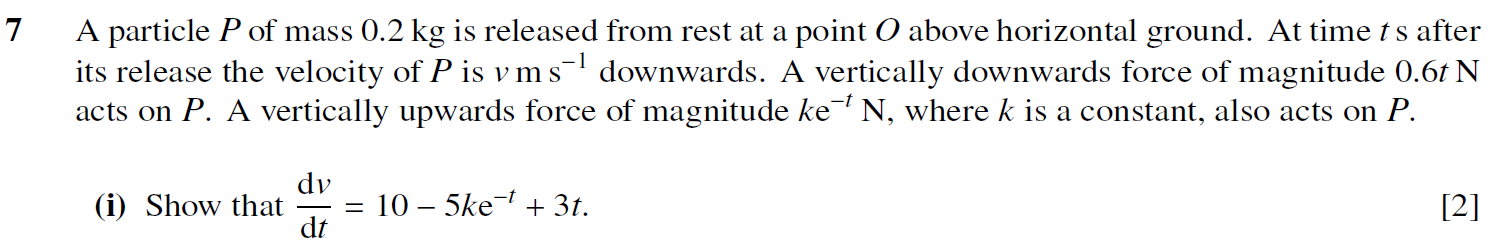 7 A particle P of mass 0.2 kg is released from rest at a point O above horizontal ground. At time t s after
its release the velocity of P is v m s⁻¹ downwards. A vertically downwards force of magnitude 0.6t N
acts on P. A vertically upwards force of magnitude ke⁻ᵗ N, where k is a constant, also acts on P.
(i) Show that dv/dt = 10 − 5ke⁻ᵗ + 3t. [2]